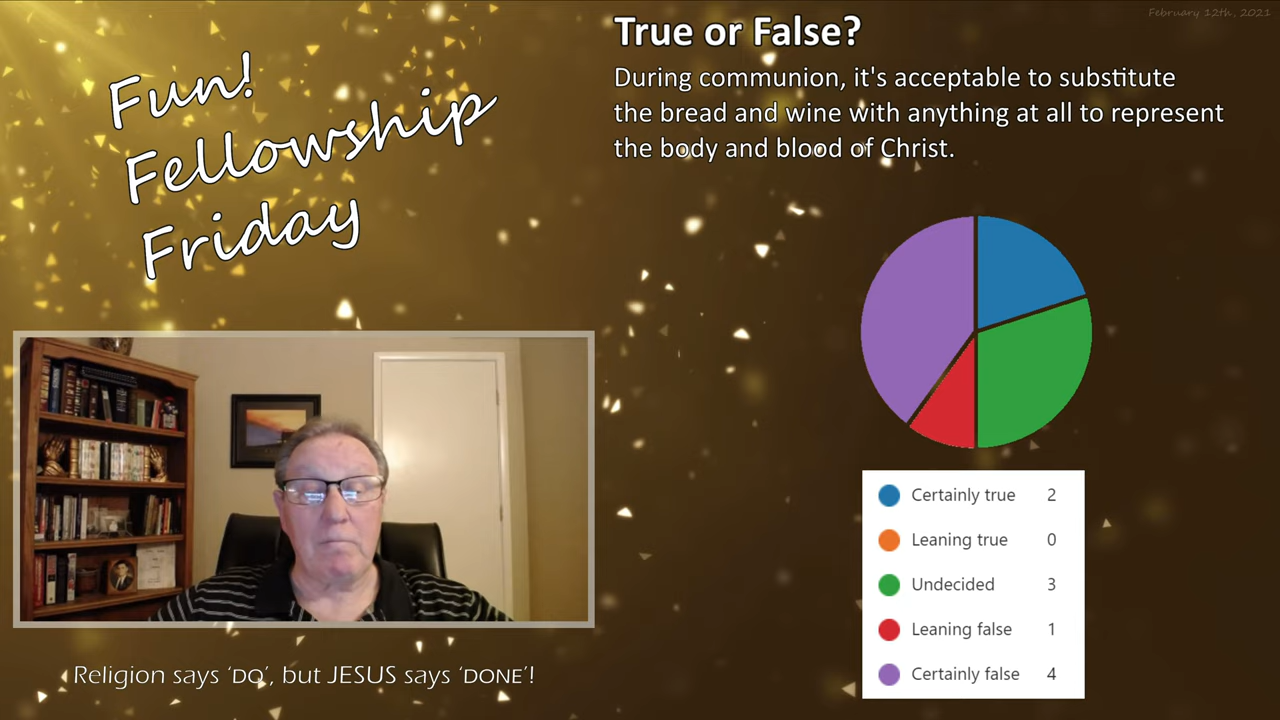 February 12th, 2021
Fun!
Fellowship
Friday
True or False?
During communion, it's acceptable to substitute
the bread and wine with anything at all to represent
the body and blood of Christ.
Certainly true 2
Leaning true 0
Undecided 3
Leaning false 1
Certainly false 4
Religion says ‘DO’, but JESUS says ‘DONE’!